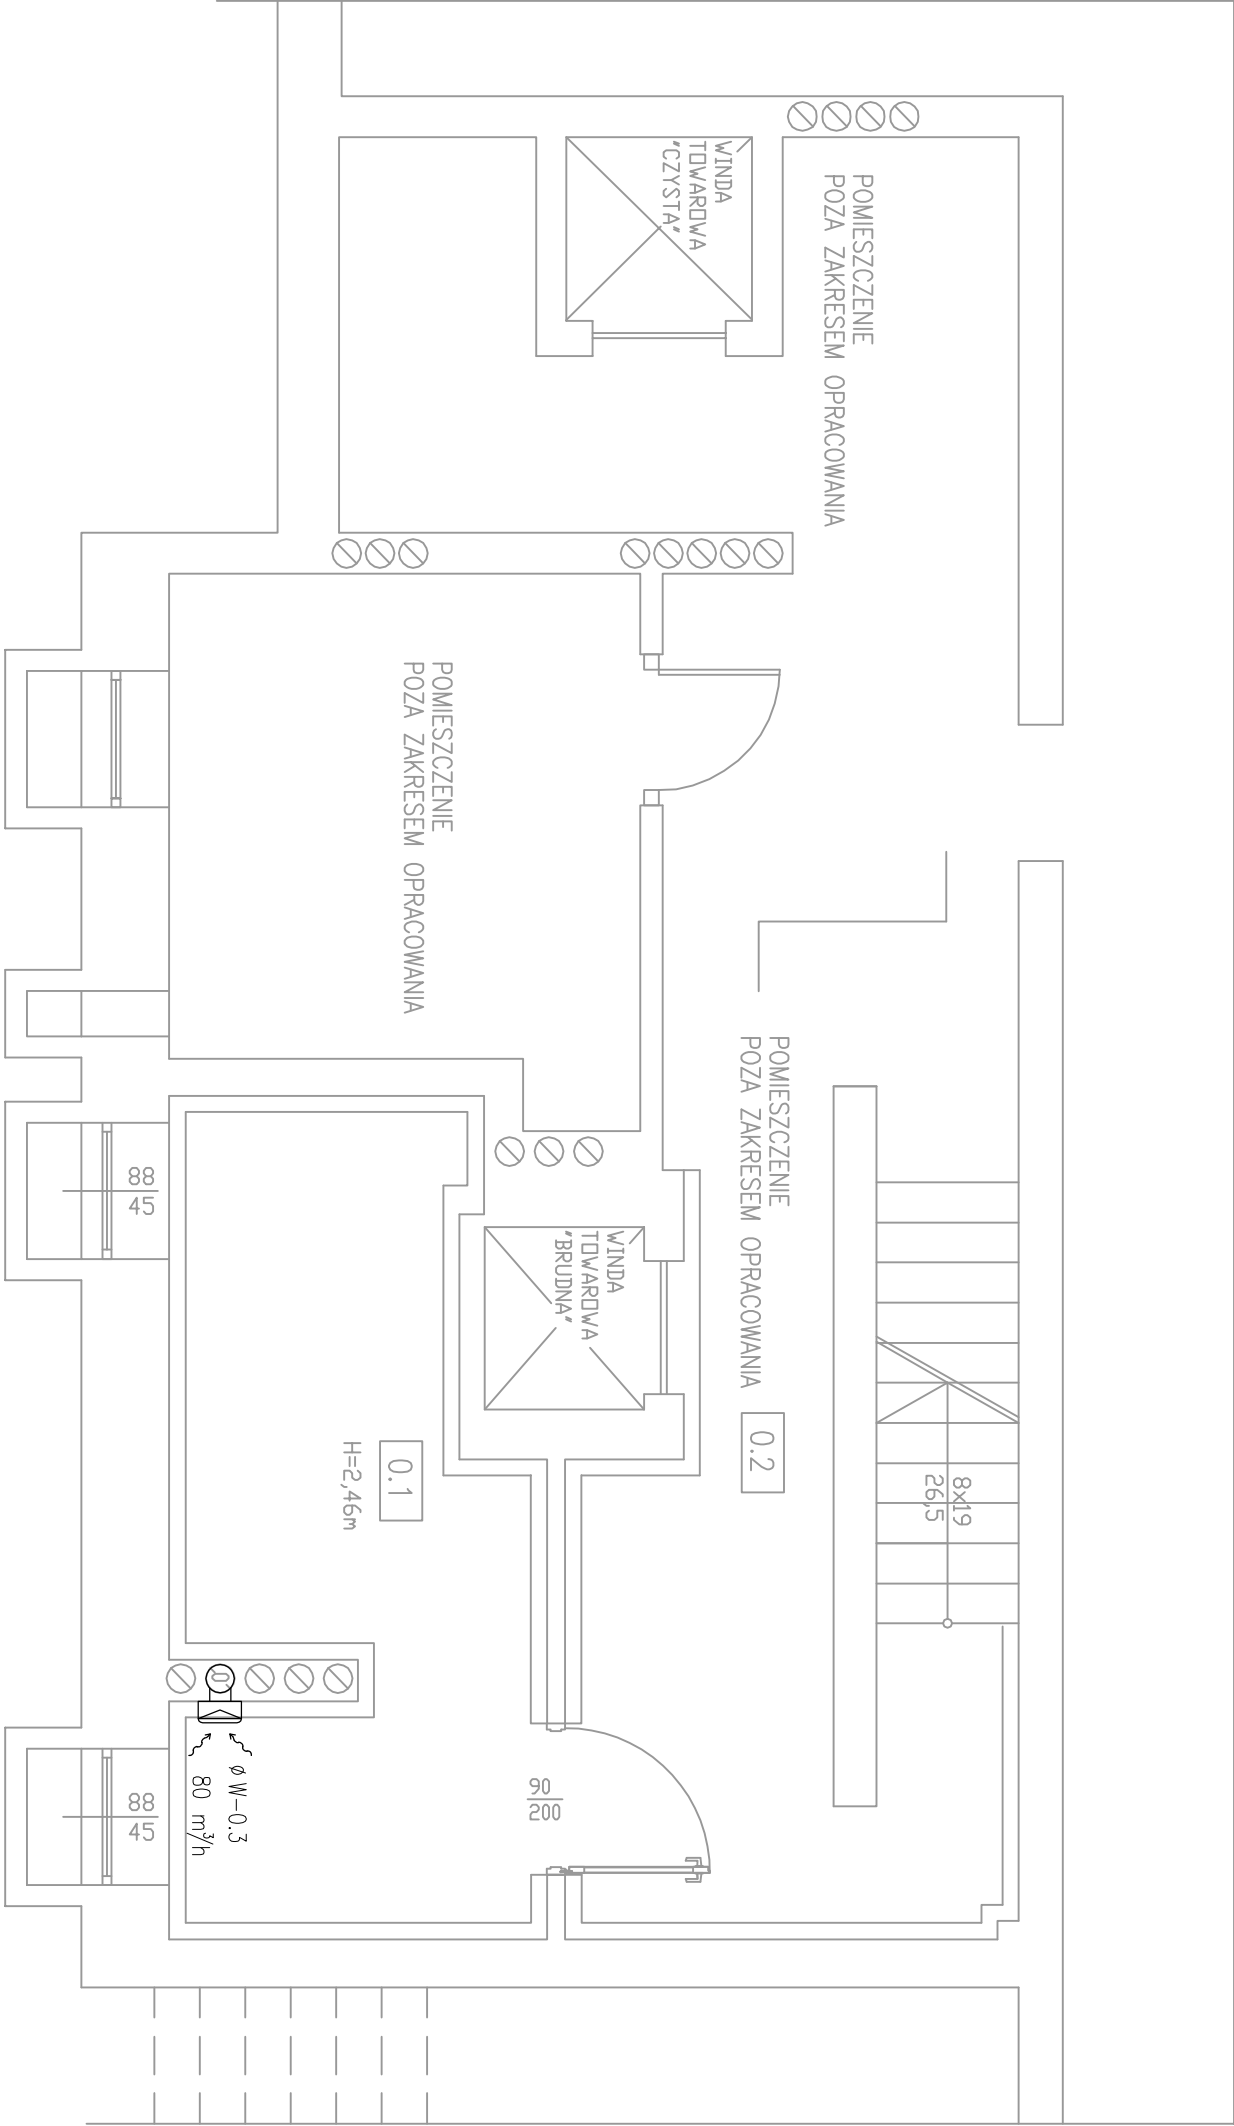 POMIESZCZENIE
POZA ZAKRESEM OPRACOWANIA
WINDA
TOWAROWA
"CZYSTA"
POMIESZCZENIE
POZA ZAKRESEM OPRACOWANIA
POMIESZCZENIE
POZA ZAKRESEM OPRACOWANIA
0.2
WINDA
TOWAROWA
"BRUDNA"
8x19
26,5
0.1
H=2,46m
88
45
90
200
ø W-0.3
80 m³/h
88
45